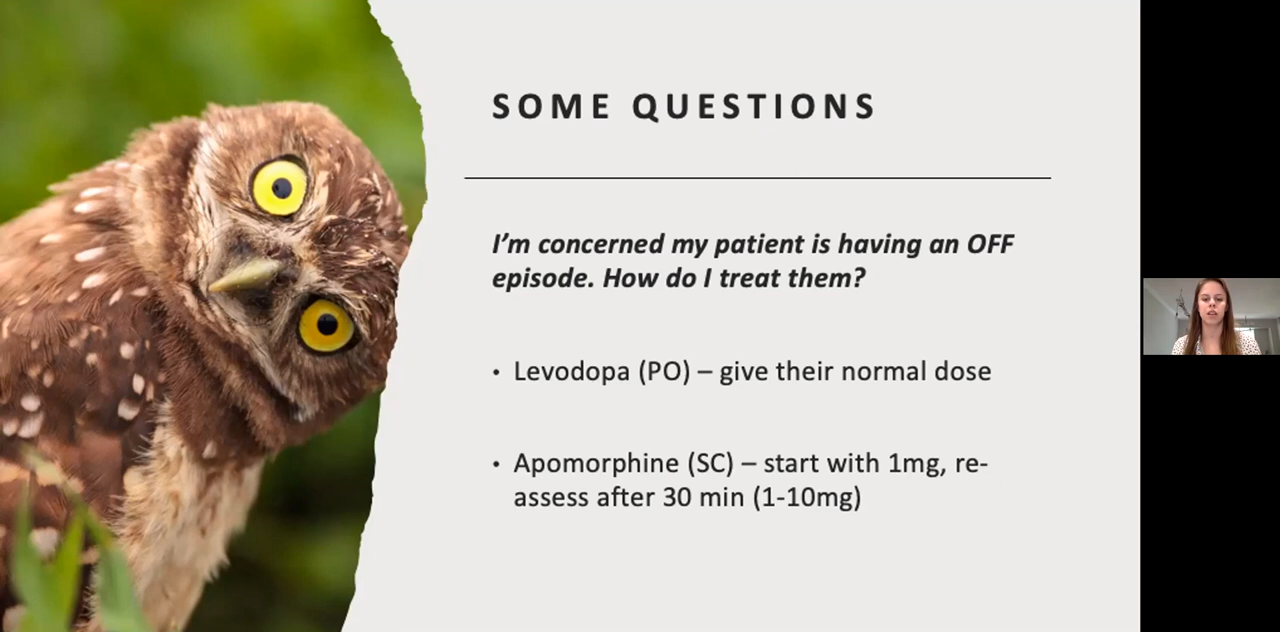 SOME QUESTIONS
I'm concerned my patient is having an OFF
episode. How do I treat them?
• Levodopa (PO) – give their normal dose
• Apomorphine (SC) – start with 1mg, re-
assess after 30 min (1-10mg)